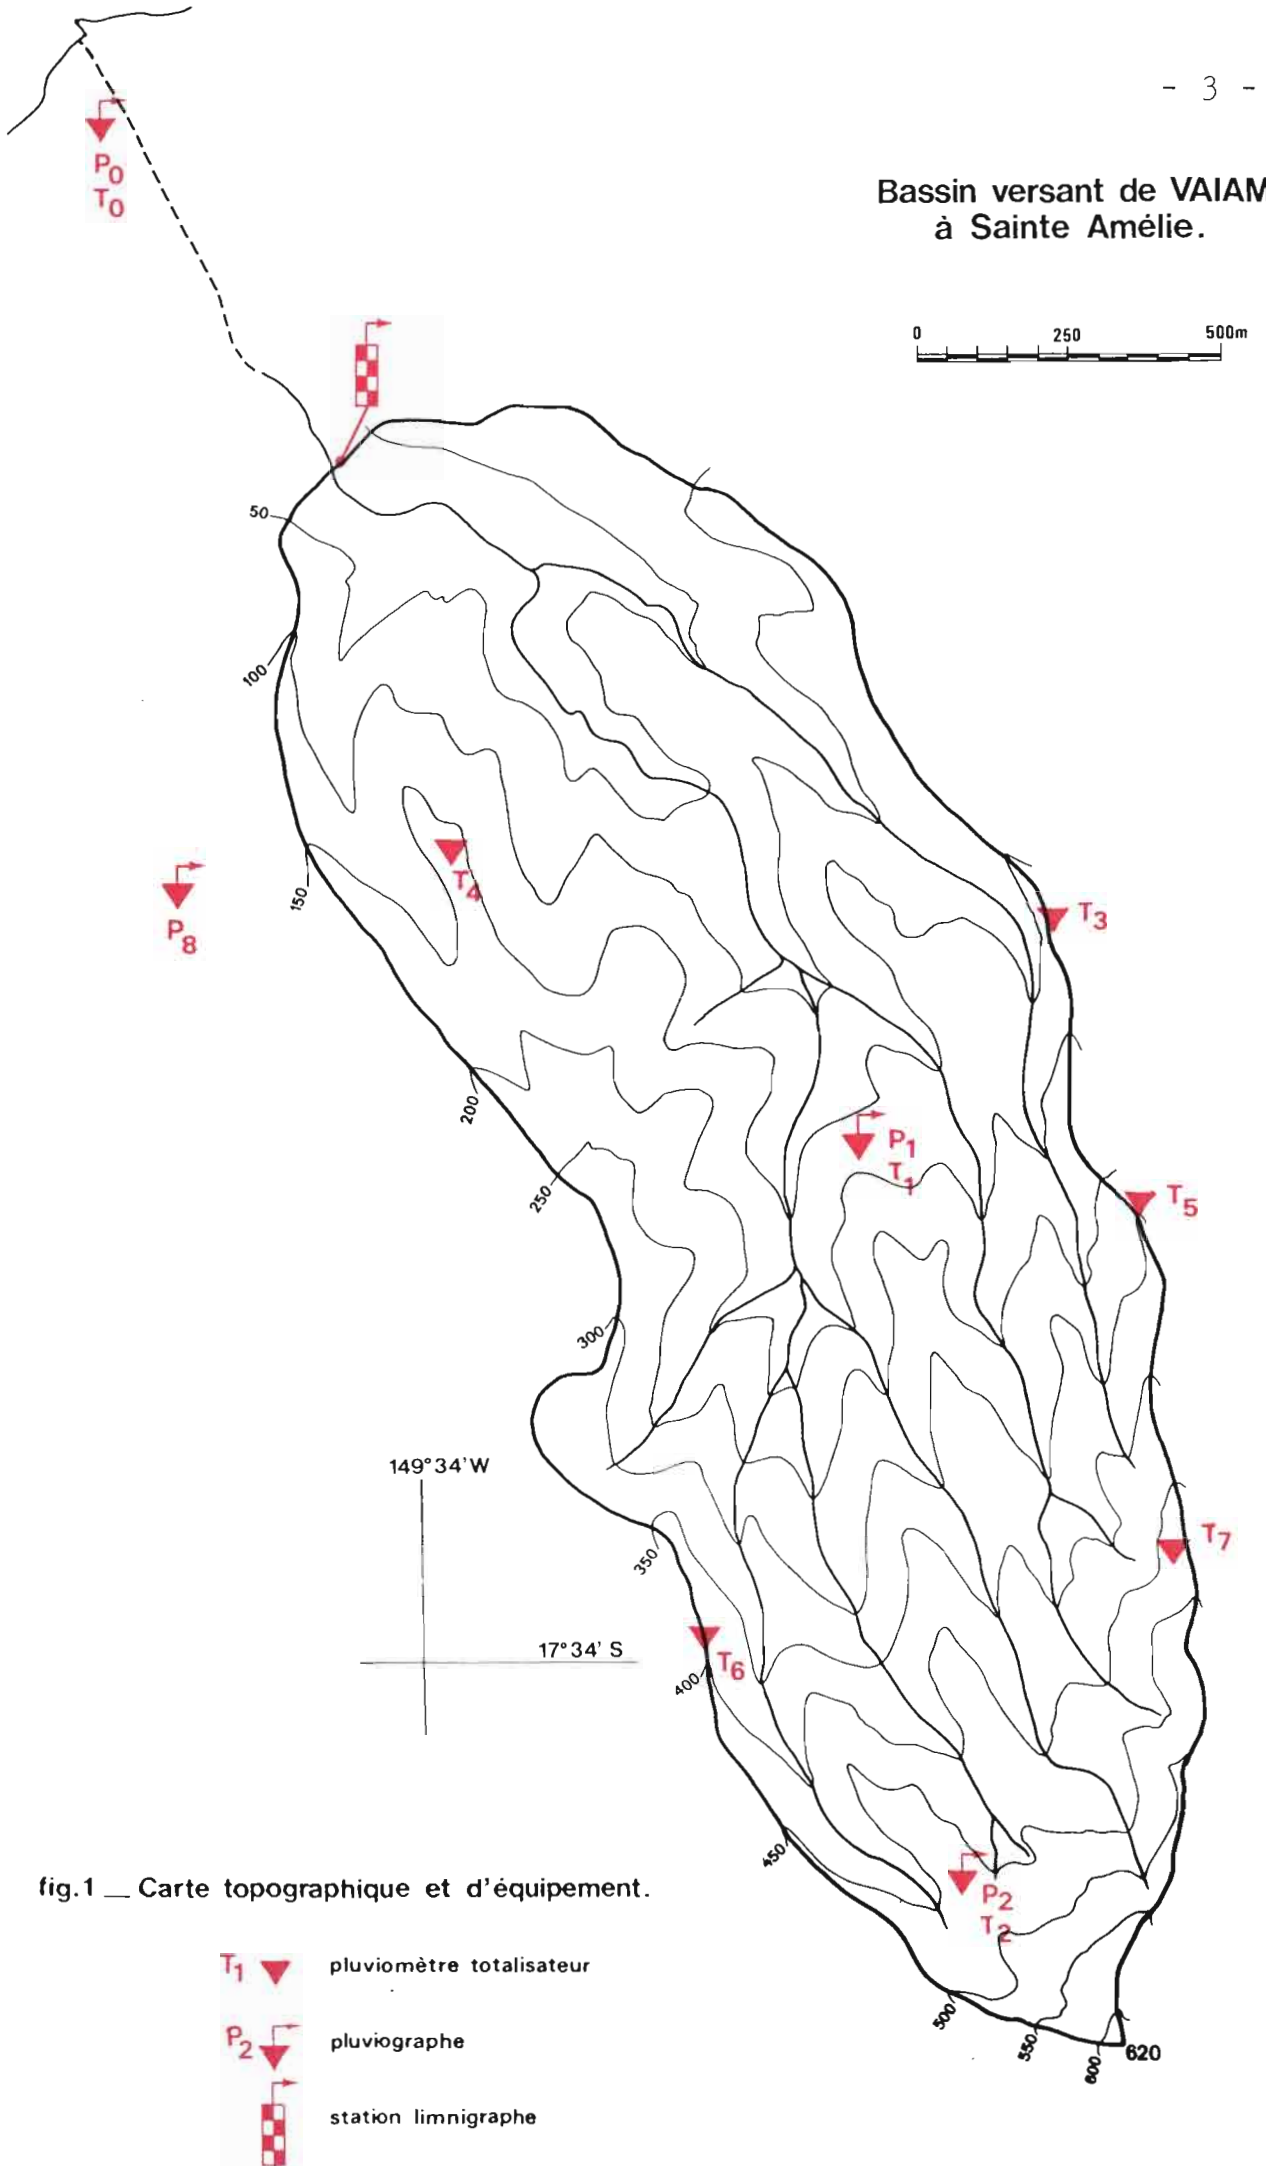 - 3 -
P0
T0
Bassin versant de VAIAM
à Sainte Amélie.
0 250 500m
50
100
T4
150
P8
T3
200
P1
T1
250
T5
300
149°34'W
350
T7
17°34' S
T6
400
450
fig.1 _ Carte topographique et d'équipement.
P2
T2
T1 pluviomètre totalisateur
500
550
600
620
P2 pluviographe
station limnigraphe